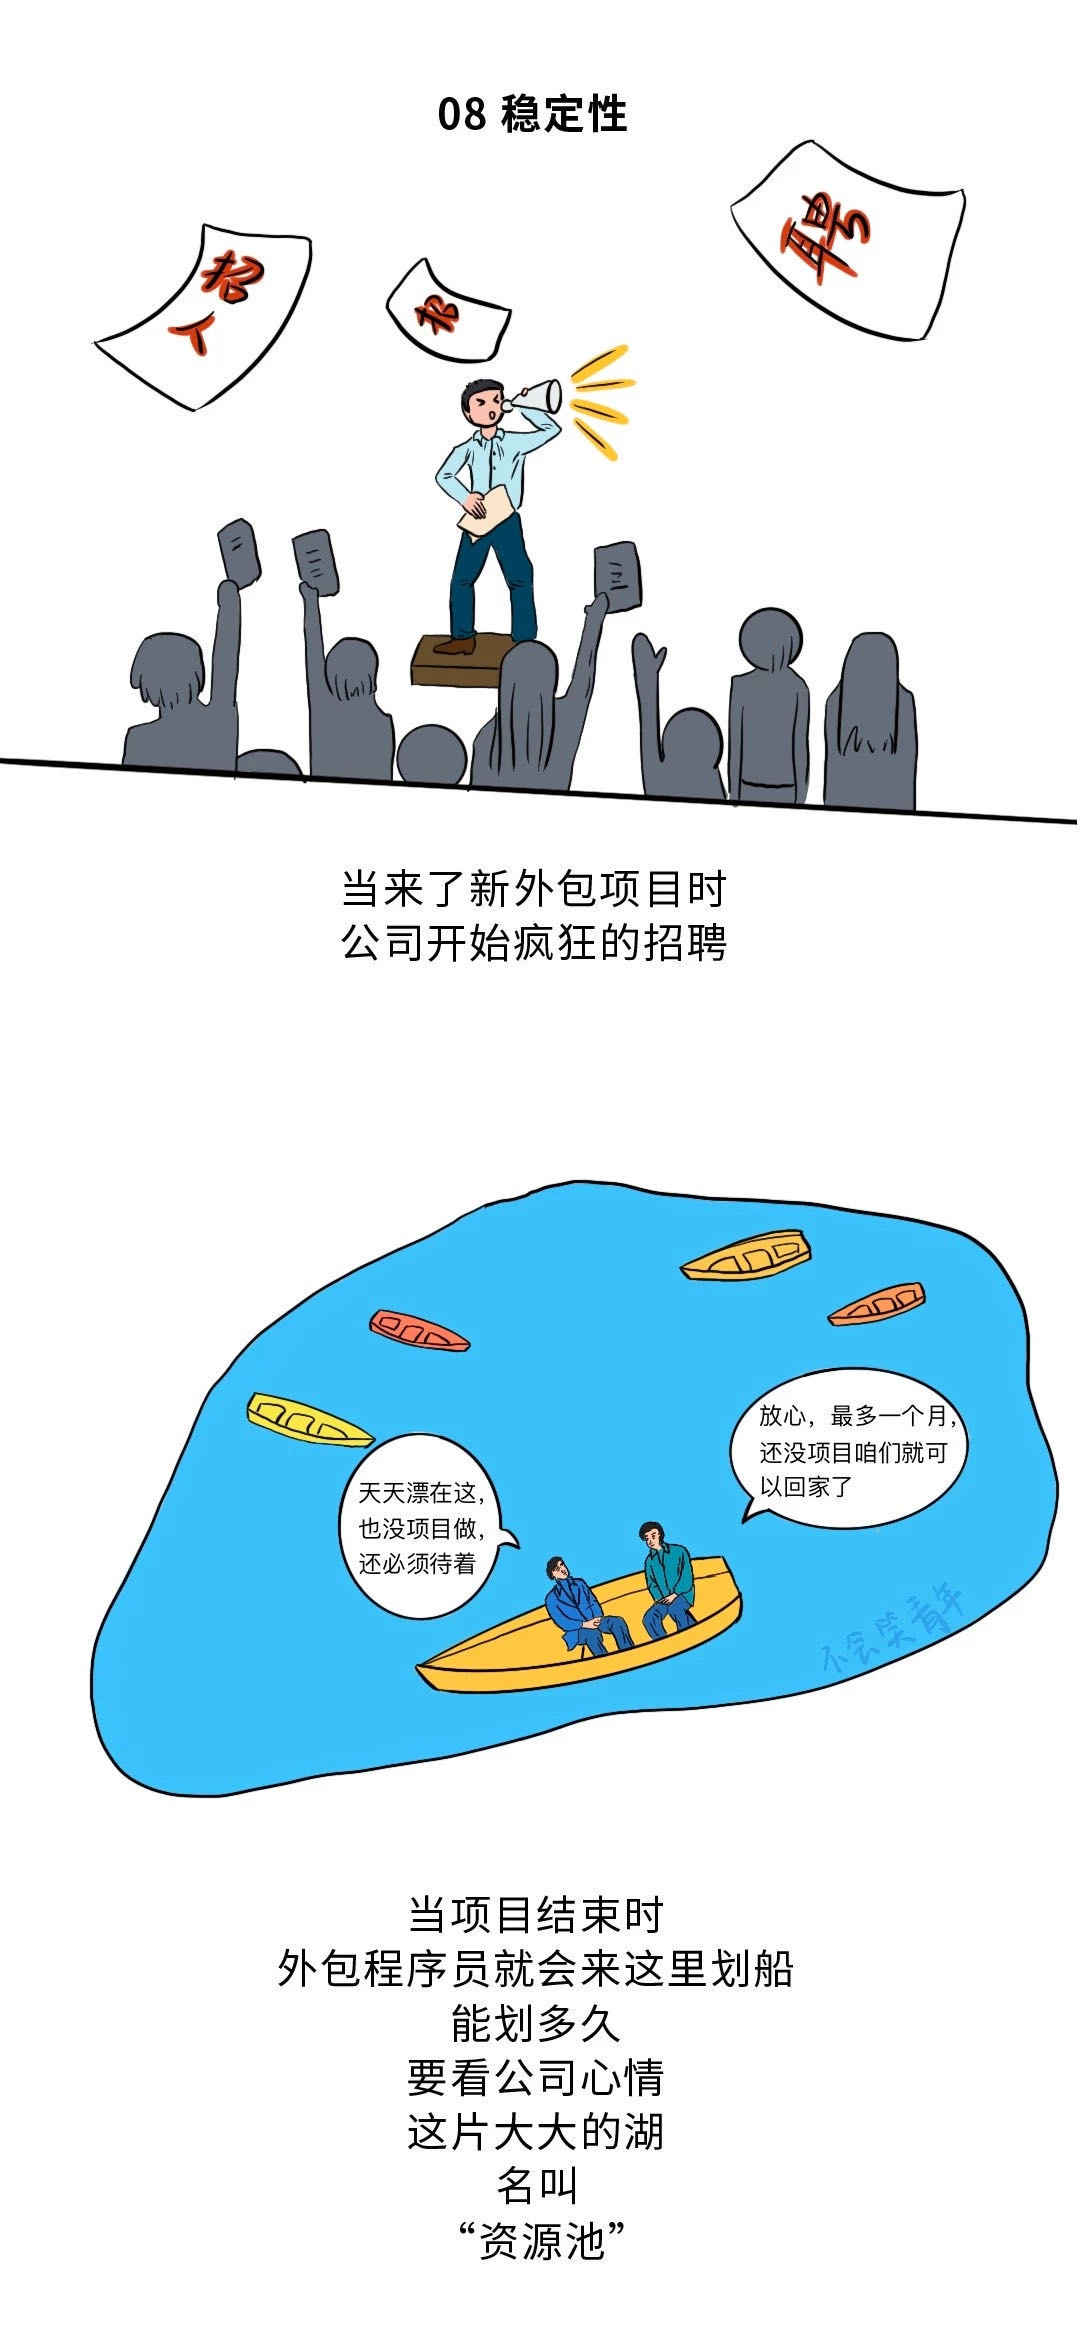 08 稳定性
招
人
招
聘
当来了新外包项目时
公司开始疯狂的招聘
放心，最多一个月，
还没项目咱们就可
以回家了
天天漂在这，
也没项目做，
还必须待着
不会笑青年
当项目结束时
外包程序员就会来这里划船
能划多久
要看公司心情
这片大大的湖
名叫
“资源池”